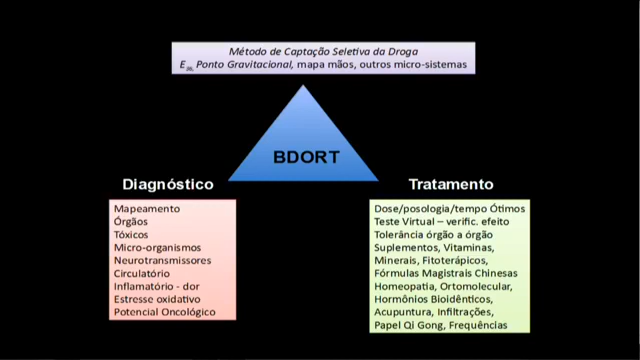 Método de Captação Seletiva da Droga
E₃₆, Ponto Gravitacional, mapa mãos, outros micro-sistemas
BDORT
Diagnóstico
Mapeamento
Órgãos
Tóxicos
Micro-organismos
Neurotransmissores
Circulatório
Inflamatório - dor
Estresse oxidativo
Potencial Oncológico
Tratamento
Dose/posologia/tempo Ótimos
Teste Virtual – verific. efeito
Tolerância órgão a órgão
Suplementos, Vitaminas,
Minerais, Fitoterápicos,
Fórmulas Magistrais Chinesas
Homeopatia, Ortomolecular,
Hormônios Bioidênticos,
Acupuntura, Infiltrações,
Papel Qi Gong, Frequências